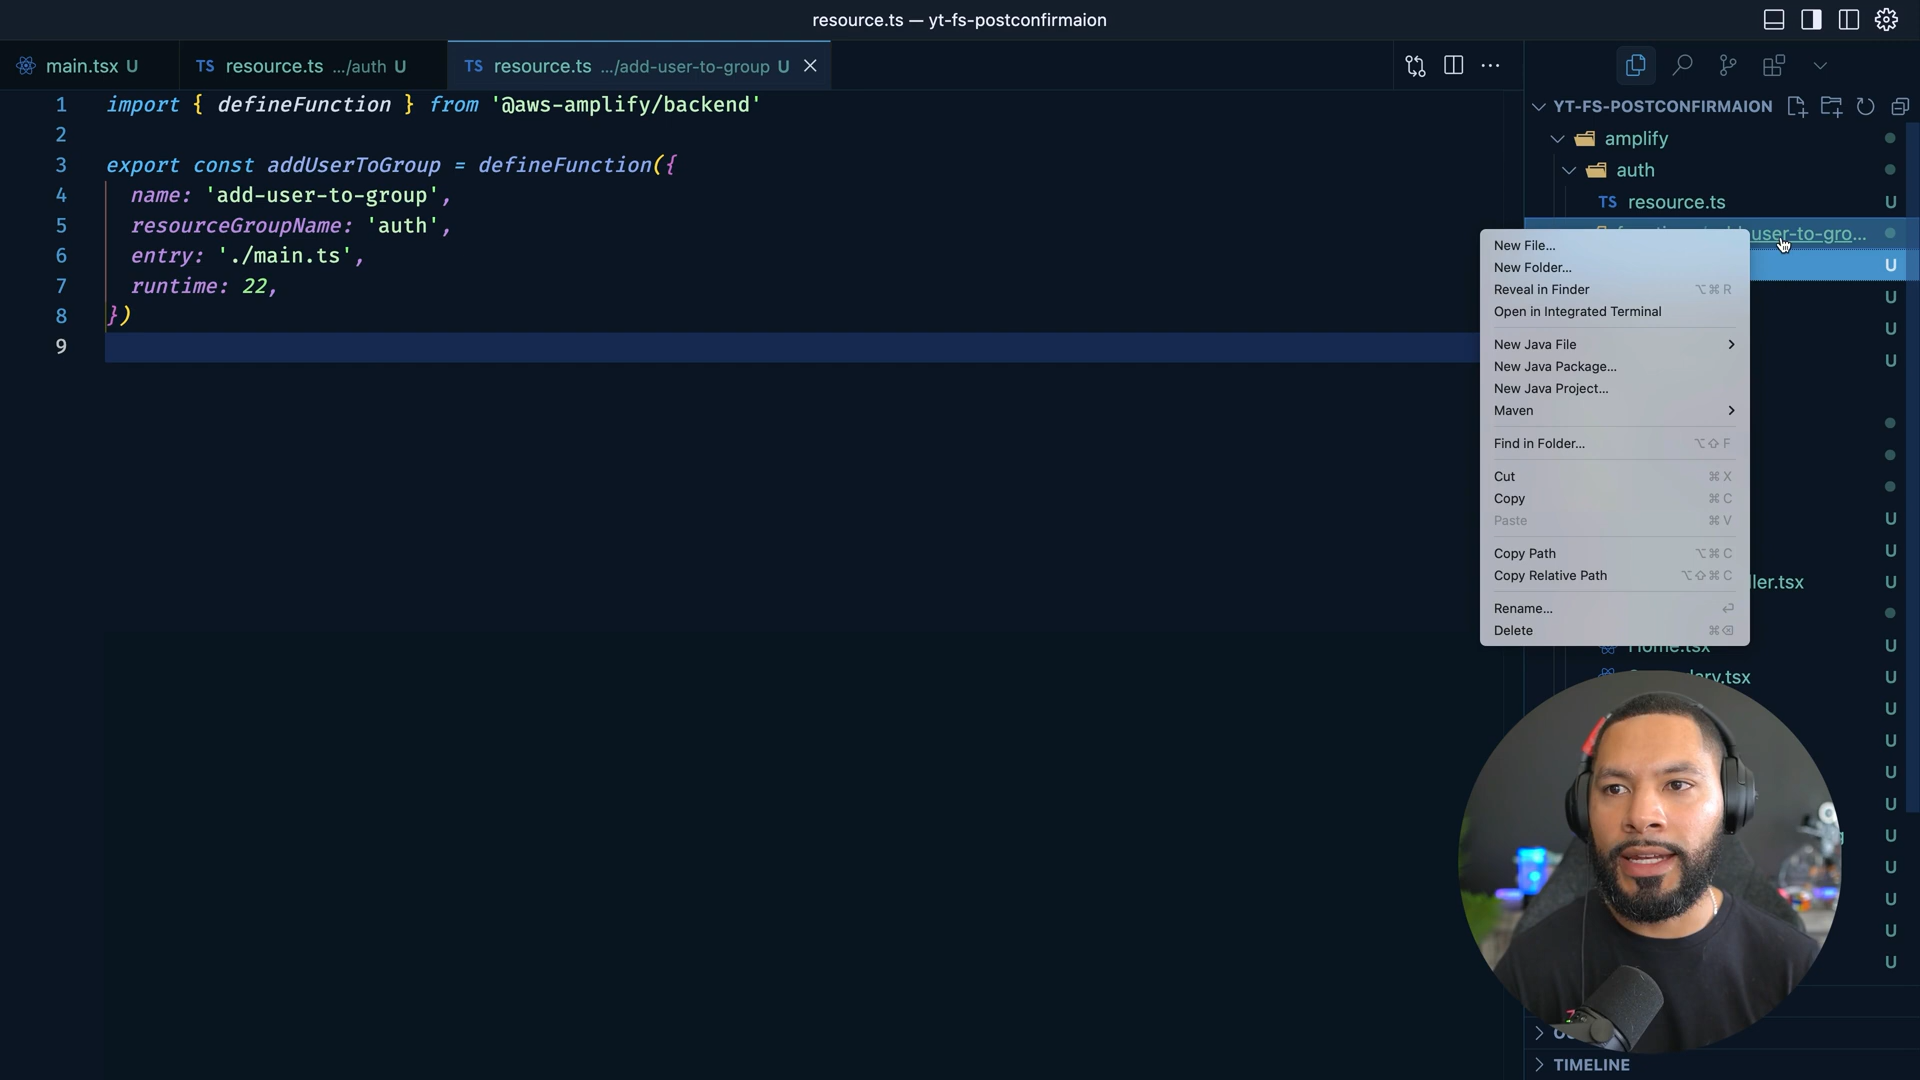 resource.ts — yt-fs-postconfirmaion
main.tsx U
TS resource.ts .../auth U
TS resource.ts .../add-user-to-group U
1 import { defineFunction } from '@aws-amplify/backend'
2
3 export const addUserToGroup = defineFunction({
4 name: 'add-user-to-group',
5 resourceGroupName: 'auth',
6 entry: './main.ts',
7 runtime: 22,
8 })
9
YT-FS-POSTCONFIRMAION
amplify
auth
TS resource.ts U
user-to-gro...
U
U
U
U
New File...
New Folder...
Reveal in Finder ⌥⌘ R
Open in Integrated Terminal
New Java File
New Java Package...
New Java Project...
Maven
Find in Folder... ⌥⇧ F
Cut ⌘ X
Copy ⌘ C
Paste ⌘ V
Copy Path ⌥⌘ C
Copy Relative Path ⌥⇧⌘ C
Rename... ⏎
Delete ⌘⌫
U
U
ler.tsx U
Home.tsx U
.tsx U
U
U
U
U
U
U
U
U
U
TIMELINE